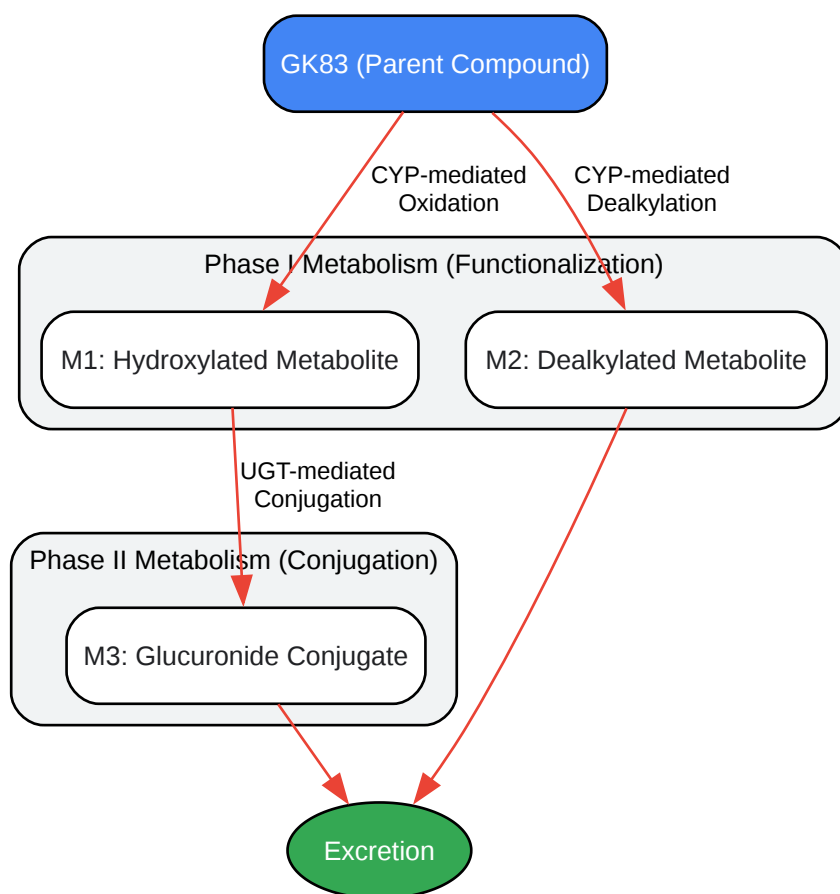 GK83 (Parent Compound)
CYP-mediated
Oxidation
CYP-mediated
Dealkylation
Phase I Metabolism (Functionalization)
M1: Hydroxylated Metabolite
M2: Dealkylated Metabolite
UGT-mediated
Conjugation
Phase II Metabolism (Conjugation)
M3: Glucuronide Conjugate
Excretion